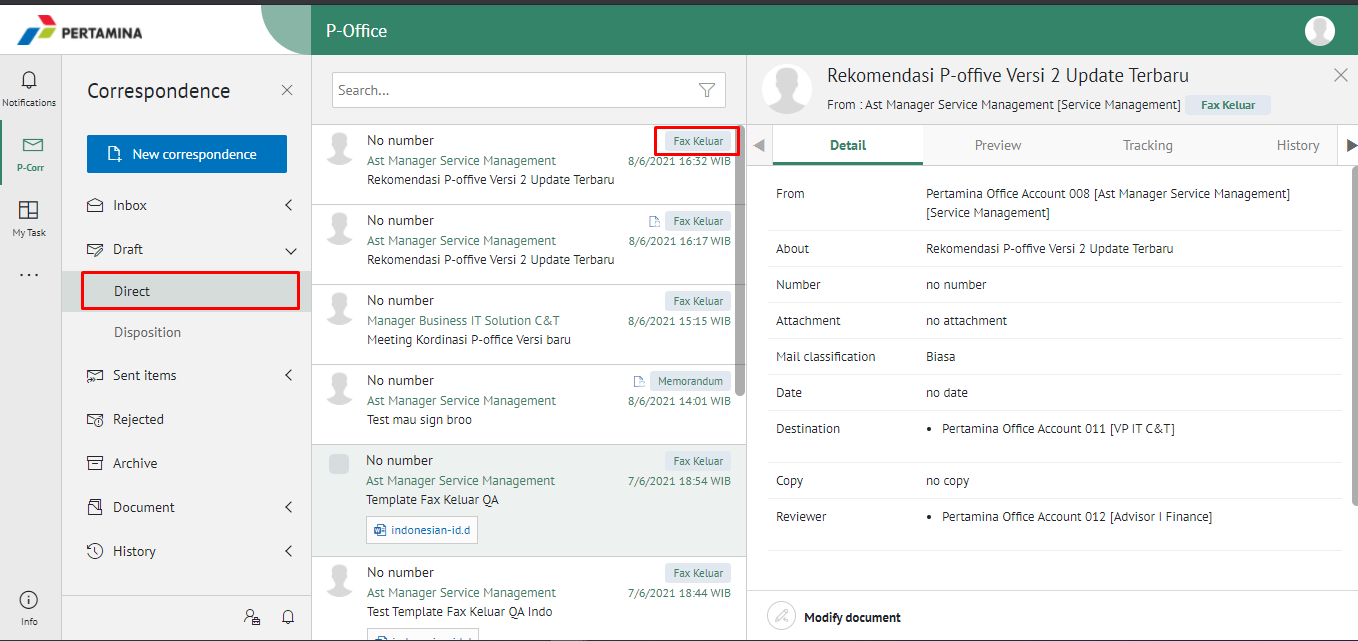 PERTAMINA
P-Office
Notifications
P-Corr
My Task
Info
Correspondence
New correspondence
Inbox
Draft
Direct
Disposition
Sent items
Rejected
Archive
Document
History
Search...
No number
Fax Keluar
Ast Manager Service Management
8/6/2021 16:32 WIB
Rekomendasi P-offive Versi 2 Update Terbaru
No number
Fax Keluar
Ast Manager Service Management
8/6/2021 16:17 WIB
Rekomendasi P-offive Versi 2 Update Terbaru
No number
Fax Keluar
Manager Business IT Solution C&T
8/6/2021 15:15 WIB
Meeting Kordinasi P-office Versi baru
No number
Memorandum
Ast Manager Service Management
8/6/2021 14:01 WIB
Test mau sign broo
No number
Fax Keluar
Ast Manager Service Management
7/6/2021 18:54 WIB
Template Fax Keluar QA
indonesian-id.d
No number
Fax Keluar
Ast Manager Service Management
7/6/2021 18:44 WIB
Test Template Fax Keluar QA Indo
Rekomendasi P-offive Versi 2 Update Terbaru
From : Ast Manager Service Management [Service Management]
Fax Keluar
Detail
Preview
Tracking
History
From
Pertamina Office Account 008 [Ast Manager Service Management]
[Service Management]
About
Rekomendasi P-offive Versi 2 Update Terbaru
Number
no number
Attachment
no attachment
Mail classification
Biasa
Date
no date
Destination
• Pertamina Office Account 011 [VP IT C&T]
Copy
no copy
Reviewer
• Pertamina Office Account 012 [Advisor I Finance]
Modify document